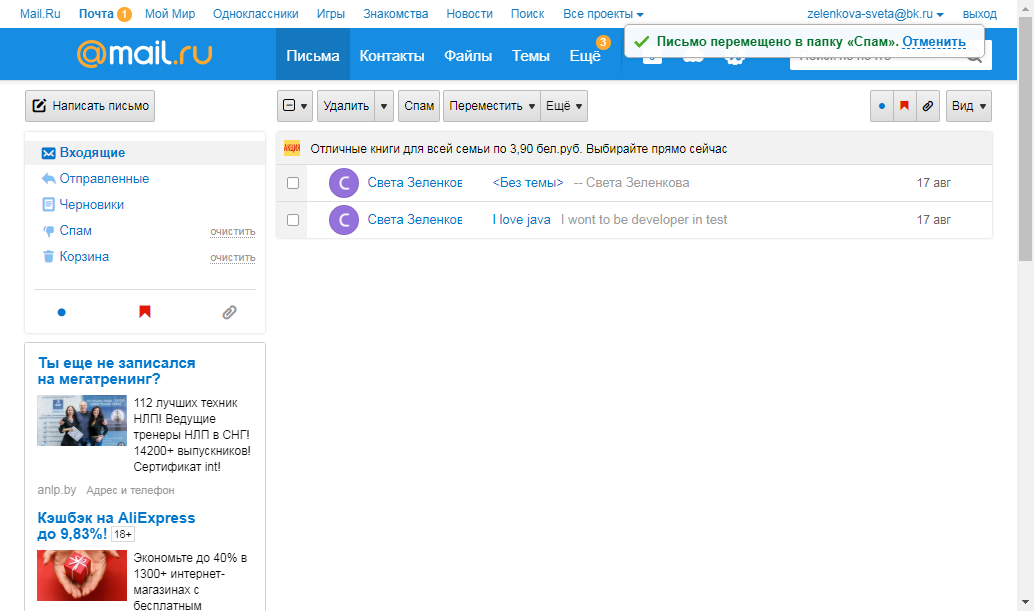 Mail.Ru Почта 1 Мой Мир Одноклассники Игры Знакомства Новости Поиск Все проекты zelenkova-sveta@bk.ru выход
@mail.ru Письма Контакты Файлы Темы Ещё 3
Письмо перемещено в папку «Спам». Отменить
Написать письмо Удалить Спам Переместить Ещё Вид
Входящие
Отправленные
Черновики
Спам очистить
Корзина очистить
АКЦИЯ Отличные книги для всей семьи по 3,90 бел.руб. Выбирайте прямо сейчас
С Света Зеленков <Без темы> -- Света Зеленкова 17 авг
С Света Зеленков I love java I wont to be developer in test 17 авг
Ты еще не записался
на мегатренинг?
112 лучших техник
НЛП! Ведущие
тренеры НЛП в СНГ!
14200+ выпускников!
Сертификат int!
anlp.by Адрес и телефон
Кэшбэк на AliExpress
до 9,83%! 18+
Экономьте до 40% в
1300+ интернет-
магазинах с
бесплатным